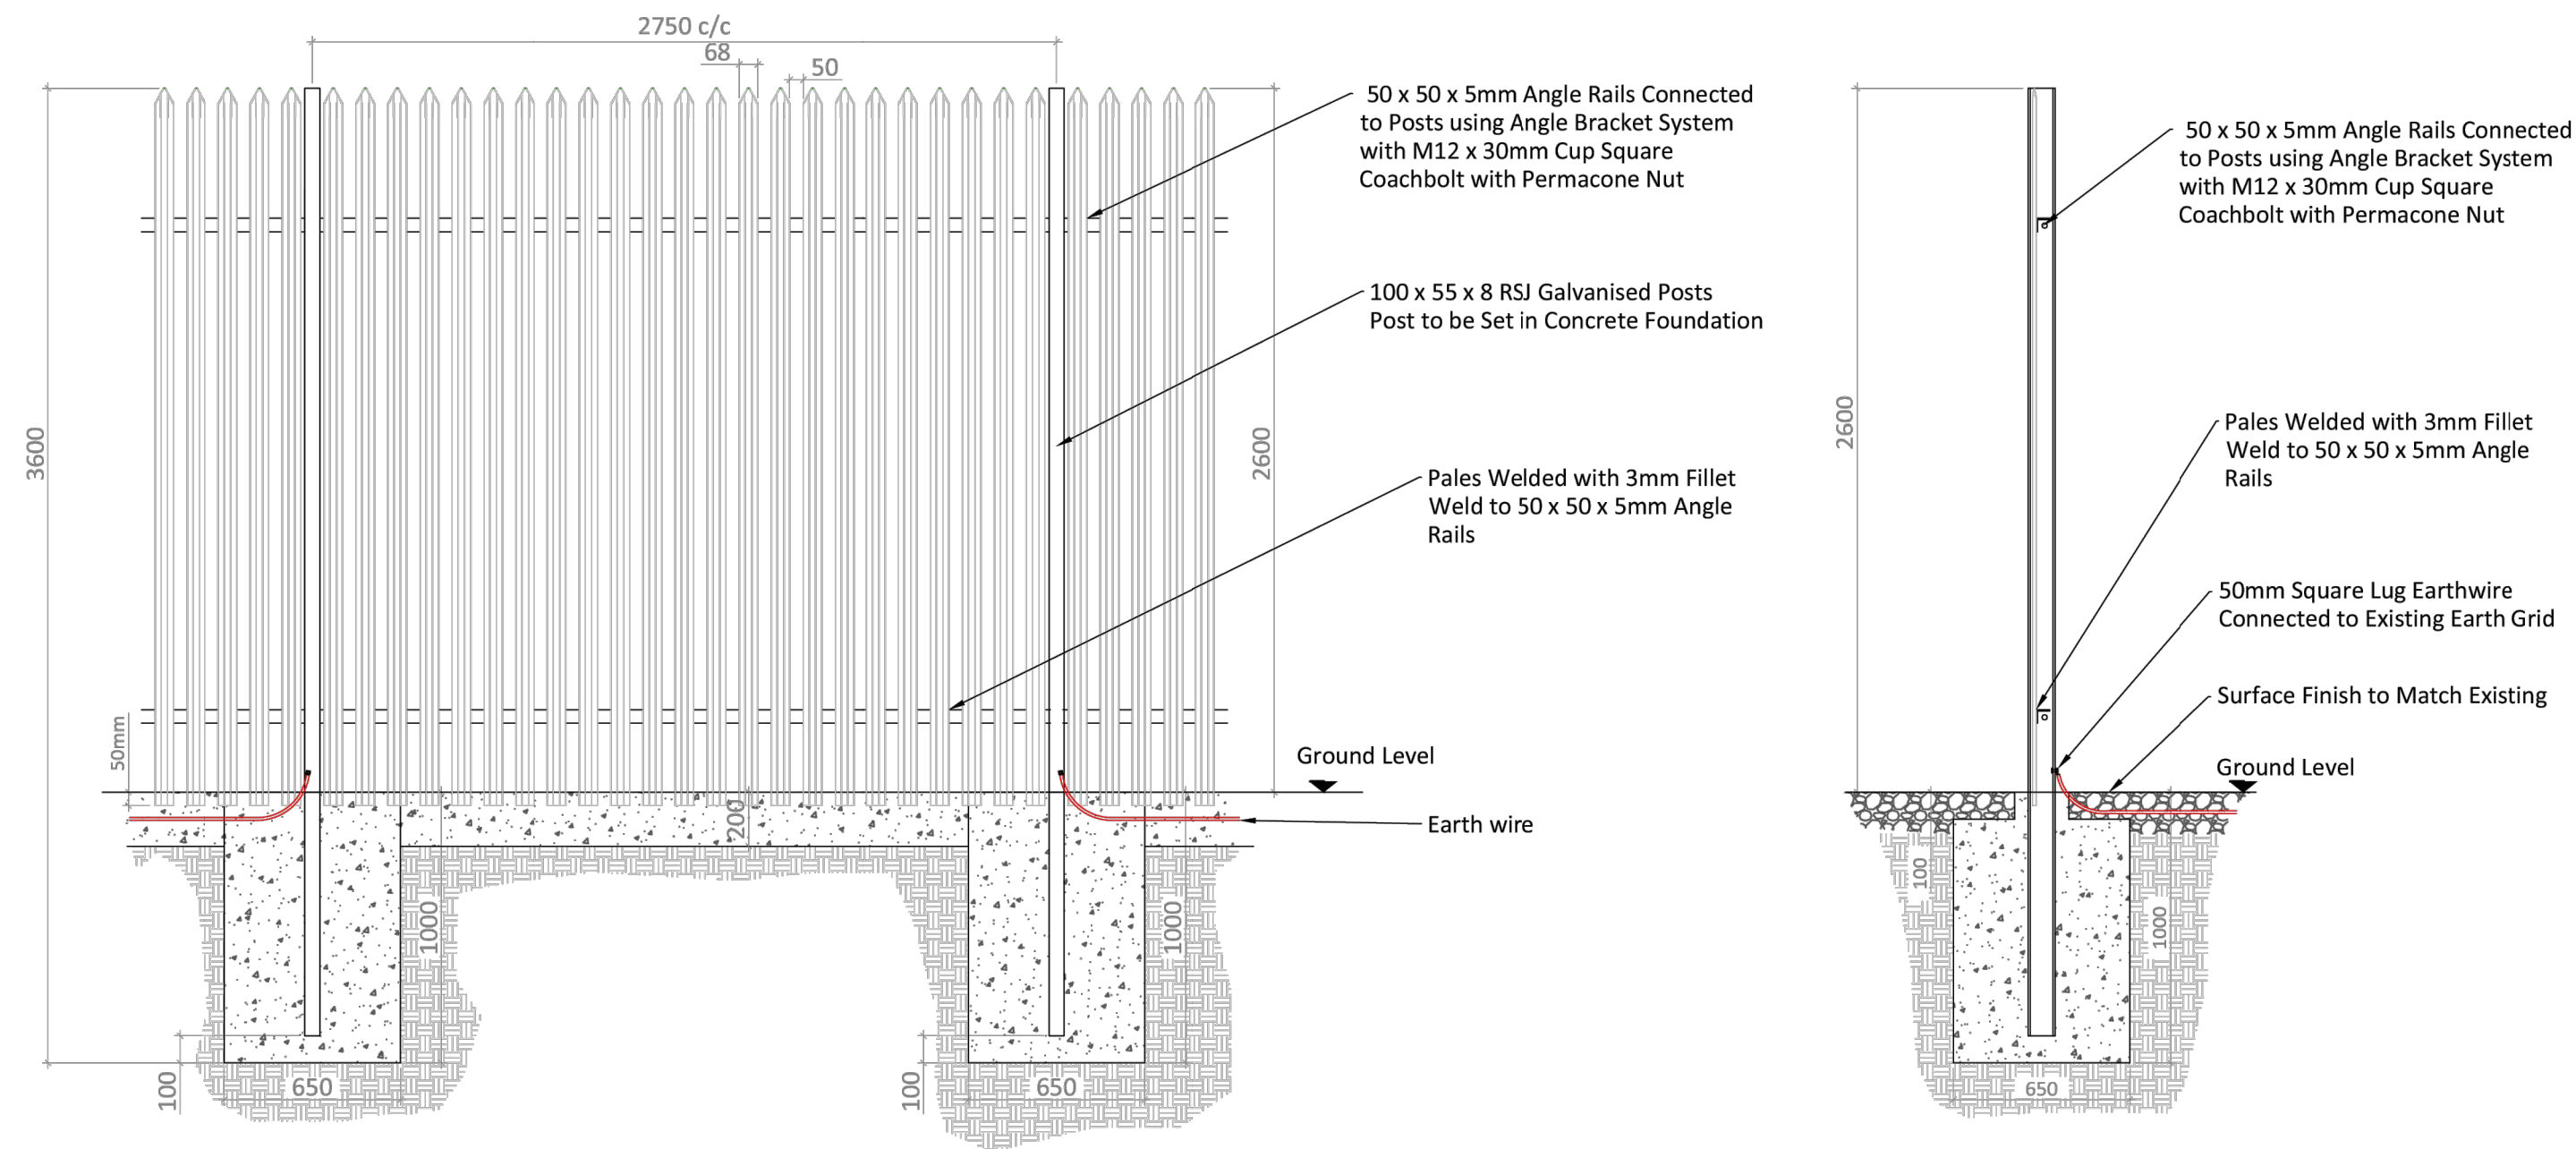 2750 c/c
68
50
3600
2600
50mm
200
1000
1000
100
650
100
650
50 x 50 x 5mm Angle Rails Connected
to Posts using Angle Bracket System
with M12 x 30mm Cup Square
Coachbolt with Permacone Nut
100 x 55 x 8 RSJ Galvanised Posts
Post to be Set in Concrete Foundation
Pales Welded with 3mm Fillet
Weld to 50 x 50 x 5mm Angle
Rails
Ground Level
Earth wire
2600
50 x 50 x 5mm Angle Rails Connected
to Posts using Angle Bracket System
with M12 x 30mm Cup Square
Coachbolt with Permacone Nut
Pales Welded with 3mm Fillet
Weld to 50 x 50 x 5mm Angle
Rails
50mm Square Lug Earthwire
Connected to Existing Earth Grid
Surface Finish to Match Existing
Ground Level
100
1000
650